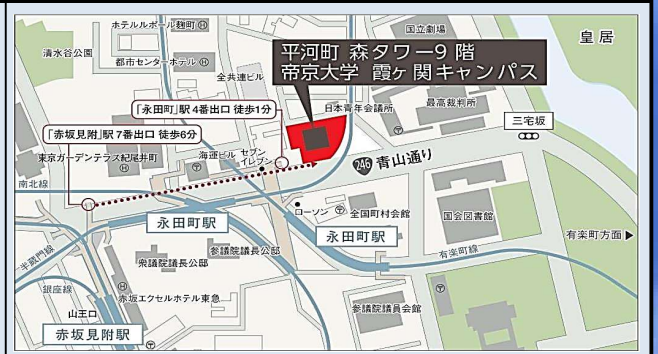 ホテルルポール麹町 H
国立劇場
皇居
清水谷公園
都市センターホテル H
平河町 森タワー9 階
帝京大学 霞ヶ関キャンパス
全共連ビル
「永田町」駅 4番出口 徒歩1分
日本青年会議所
最高裁判所
三宅坂
「赤坂見附」駅 7番出口 徒歩6分
東京ガーデンテラス紀尾井町
H
海運ビル
セブン
イレブン
246 青山通り
南北線
永田町駅
ローソン
〒
全国町村会館
国会図書館
永田町駅
有楽町方面 ▶
半蔵門線
衆議院議長公邸
参議院議長公邸
有楽町線
銀座線
H
赤坂エクセルホテル東急
〒
山王口
参議院議員会館
赤坂見附駅
〒
〒